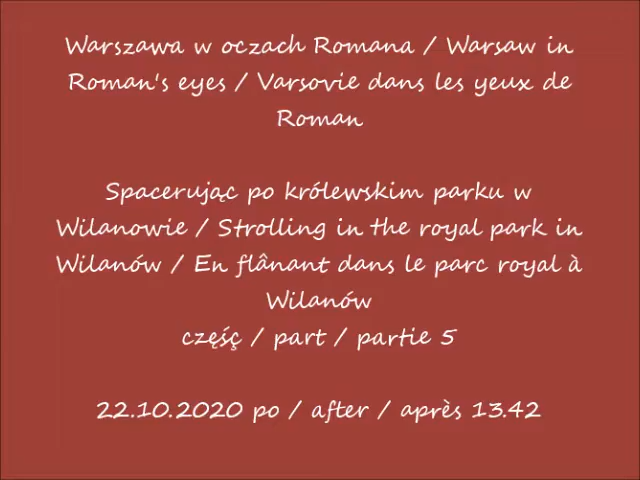 Warszawa w oczach Romana / Warsaw in
Roman's eyes / Varsovie dans les yeux de
Roman
Spacerując po królewskim parku w
Wilanowie / Strolling in the royal park in
Wilanów / En flânant dans le parc royal à
Wilanów
częśç / part / partie 5
22.10.2020 po / after / après 13.42